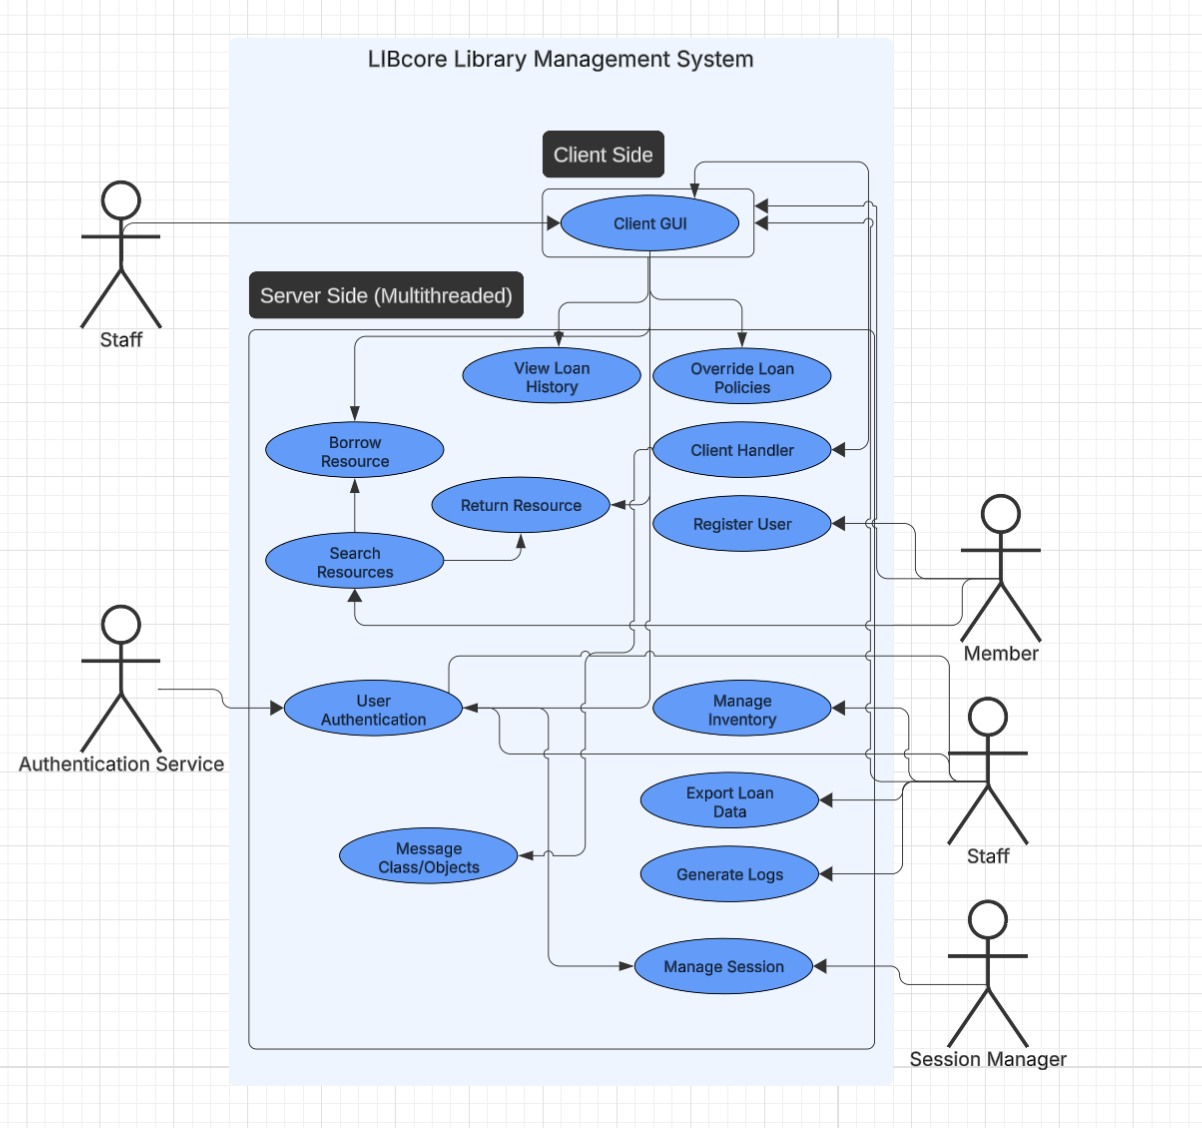 LIBcore Library Management System
Client Side
Client GUI
Server Side (Multithreaded)
Staff
View Loan
History
Override Loan
Policies
Borrow
Resource
Client Handler
Return Resource
Register User
Search
Resources
Member
User
Authentication
Manage
Inventory
Authentication Service
Export Loan
Data
Message
Class/Objects
Staff
Generate Logs
Manage Session
Session Manager